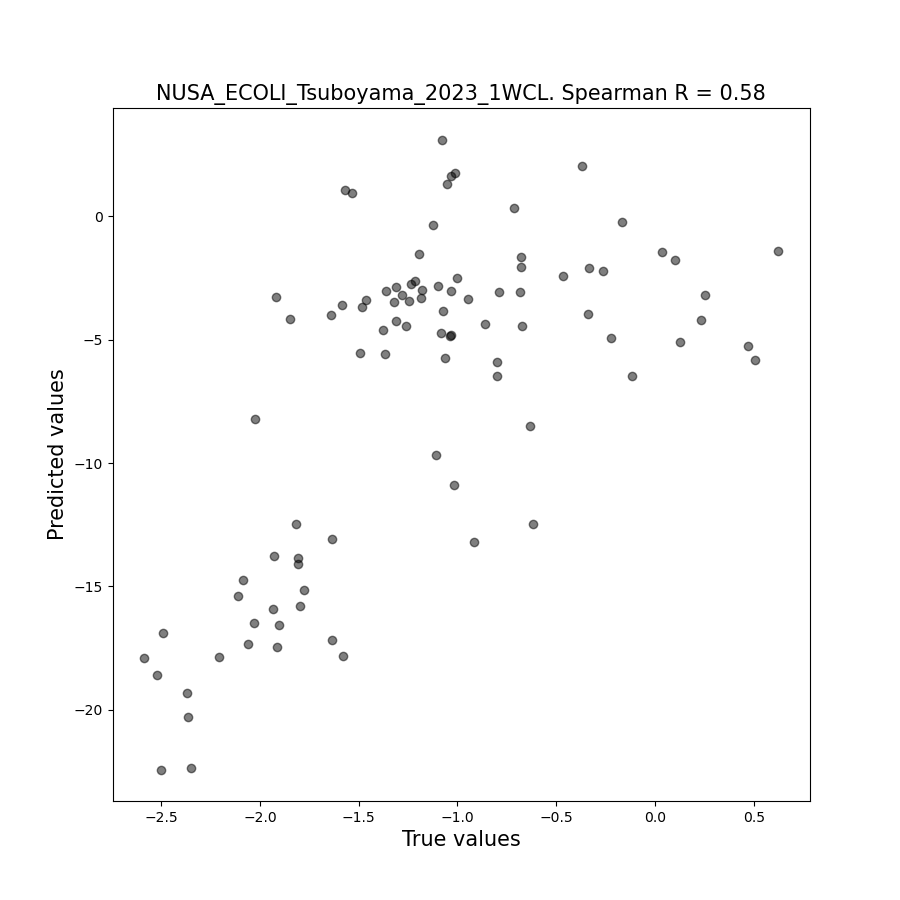 NUSA_ECOLI_Tsuboyama_2023_1WCL. Spearman R = 0.58
Predicted values
0
−5
−10
−15
−20
−2.5 −2.0 −1.5 −1.0 −0.5 0.0 0.5
True values